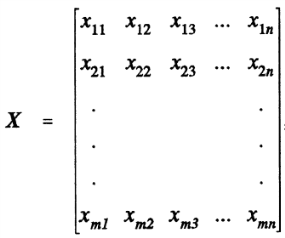 x₁₁ x₁₂ x₁₃ ... x₁ₙ
x₂₁ x₂₂ x₂₃ ... x₂ₙ
. .
X = . . ,
. .
xₘ₁ xₘ₂ xₘ₃ ... xₘₙ